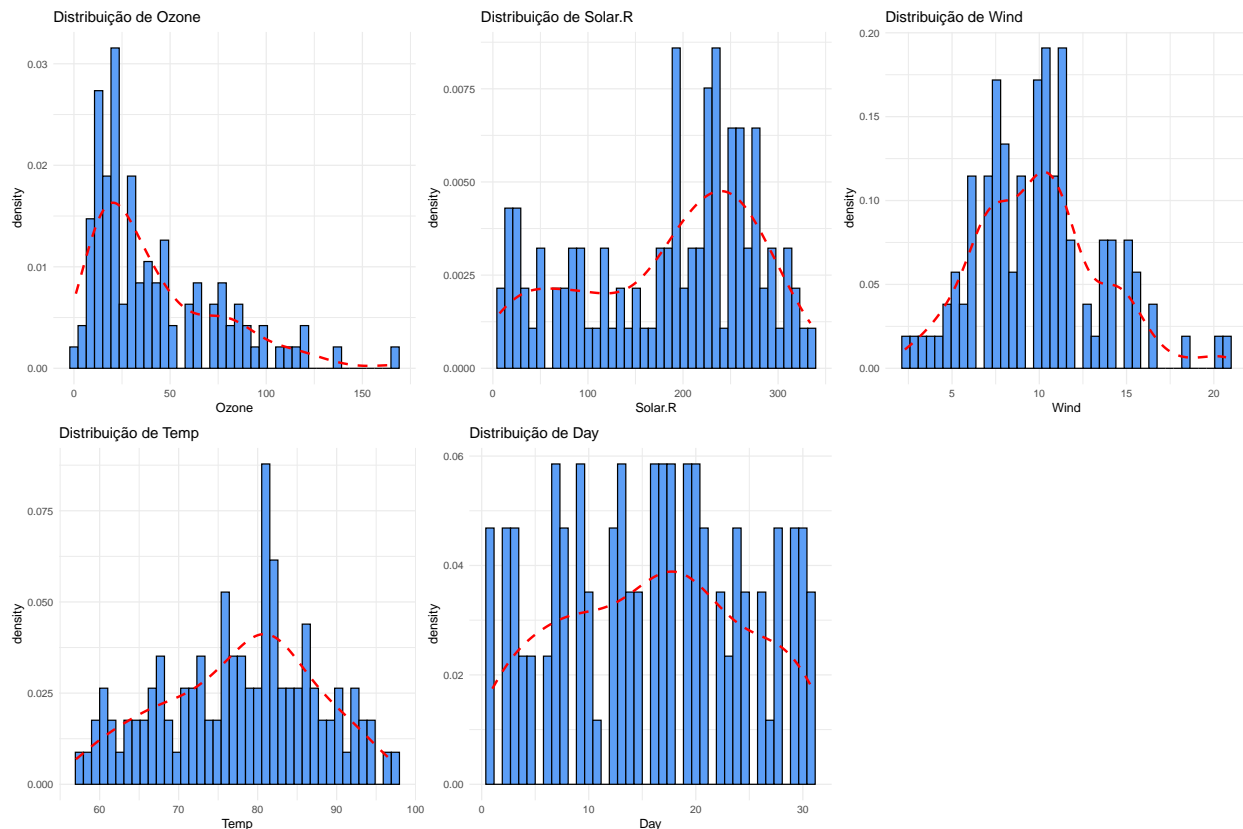 Distribuição de Ozone
0.03
0.02
0.01
0.00
density
0
50
100
150
Ozone
Distribuição de Solar.R
0.0075
0.0050
0.0025
0.0000
density
0
100
200
300
Solar.R
Distribuição de Wind
0.20
0.15
0.10
0.05
0.00
density
5
10
15
20
Wind
Distribuição de Temp
0.075
0.050
0.025
0.000
density
60
70
80
90
100
Temp
Distribuição de Day
0.06
0.04
0.02
0.00
density
0
10
20
30
Day